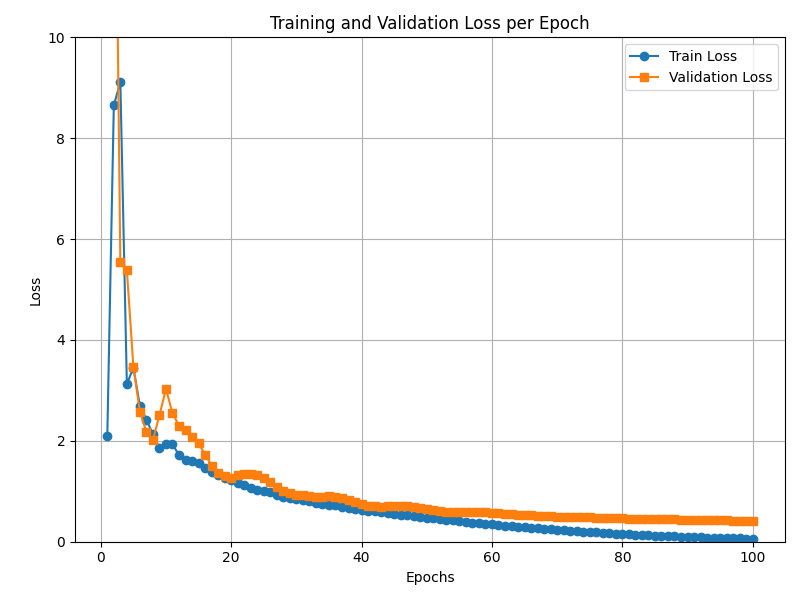 Training and Validation Loss per Epoch
Train Loss
Validation Loss
Loss
10
8
6
4
2
0
0 20 40 60 80 100
Epochs